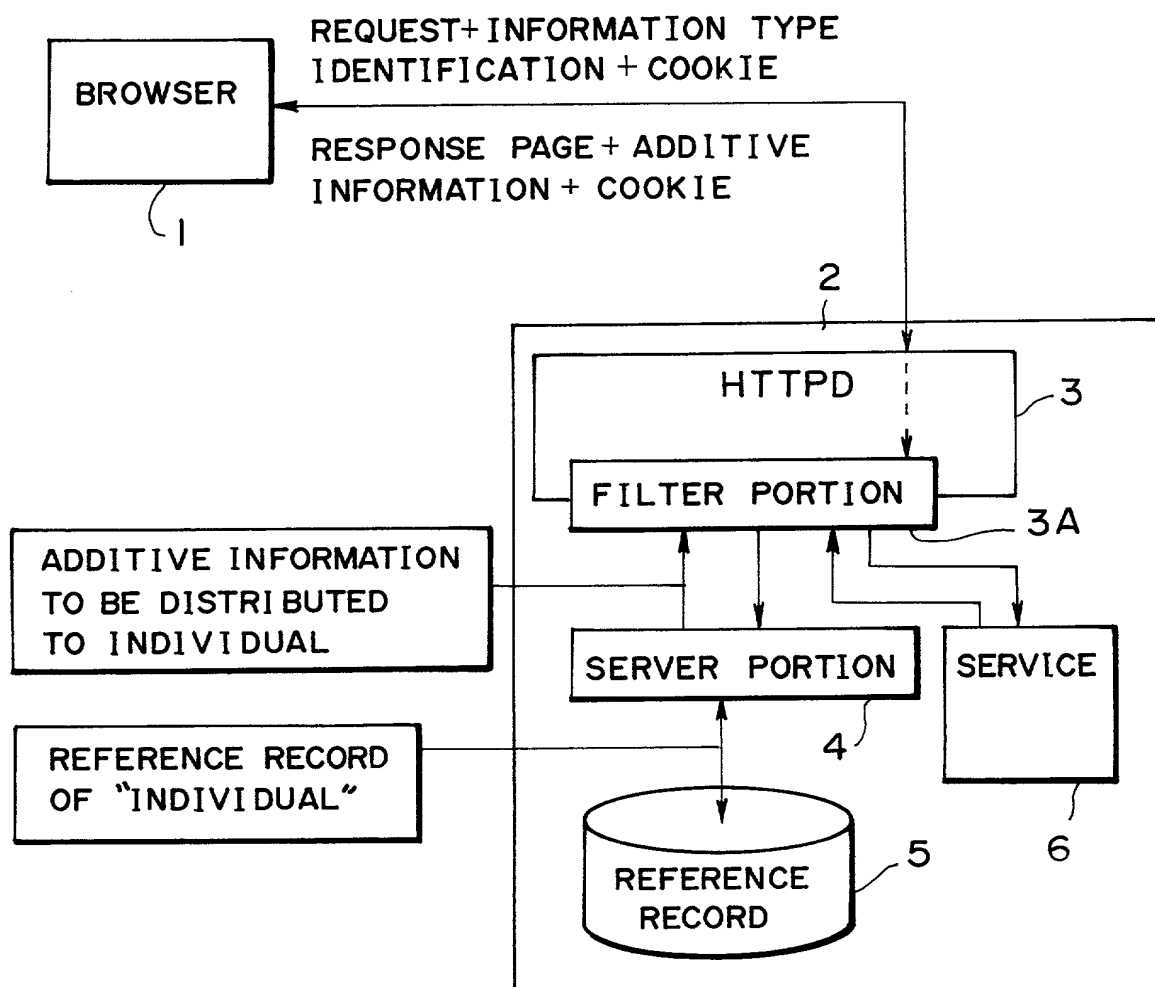 REQUEST+INFORMATION TYPE
IDENTIFICATION + COOKIE
BROWSER
RESPONSE PAGE + ADDITIVE
INFORMATION + COOKIE
1
2
HTTPD
3
FILTER PORTION
3A
ADDITIVE INFORMATION
TO BE DISTRIBUTED
TO INDIVIDUAL
SERVER PORTION
SERVICE
4
REFERENCE RECORD
OF "INDIVIDUAL"
6
5
REFERENCE
RECORD